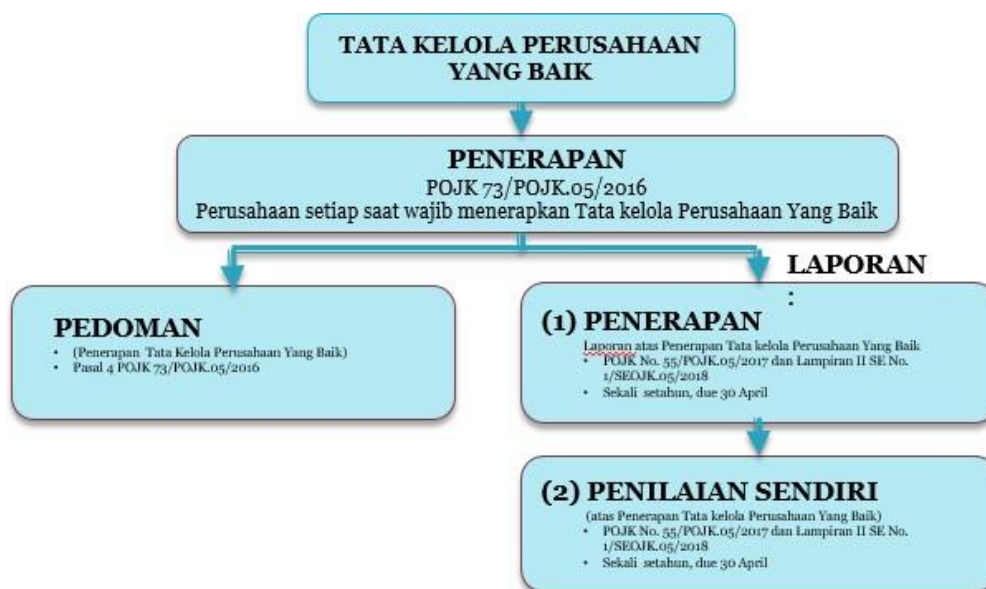 TATA KELOLA PERUSAHAAN
YANG BAIK
PENERAPAN
POJK 73/POJK.05/2016
Perusahaan setiap saat wajib menerapkan Tata kelola Perusahaan Yang Baik
PEDOMAN
• (Penerapan Tata Kelola Perusahaan Yang Baik)
• Pasal 4 POJK 73/POJK.05/2016
LAPORAN
:
(1) PENERAPAN
Laporan atas Penerapan Tata kelola Perusahaan Yang Baik
• POJK No. 55/POJK.05/2017 dan Lampiran II SE No.
1/SEOJK.05/2018
• Sekali setahun, due 30 April
(2) PENILAIAN SENDIRI
(atas Penerapan Tata kelola Perusahaan Yang Baik)
• POJK No. 55/POJK.05/2017 dan Lampiran II SE No.
1/SEOJK.05/2018
• Sekali setahun, due 30 April